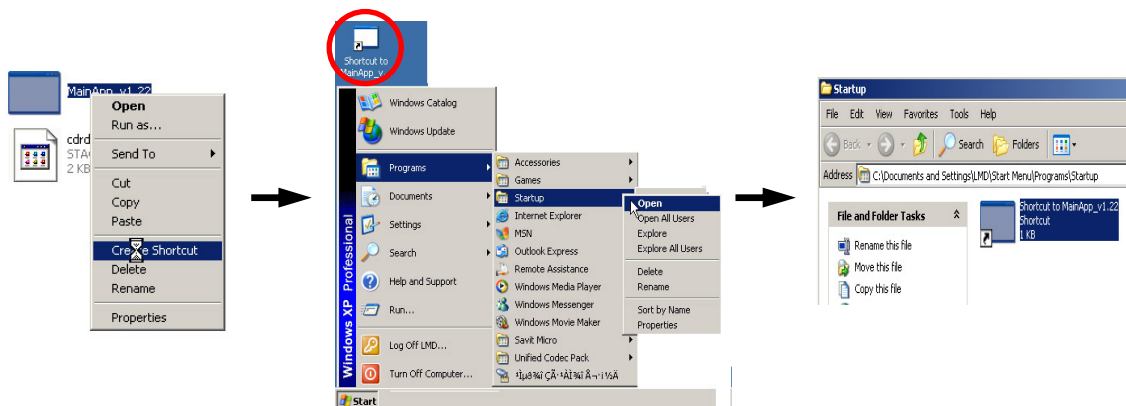 MainApp_v1.22
cdrd
STA
2 KB
Open
Run as...
Send To
Cut
Copy
Paste
Create Shortcut
Delete
Rename
Properties
Shortcut to
MainApp_v...
Windows Catalog
Windows Update
Programs
Documents
Settings
Search
Help and Support
Run...
Log Off LMD...
Turn Off Computer...
Windows XP Professional
Start
Accessories
Games
Startup
Internet Explorer
MSN
Outlook Express
Remote Assistance
Windows Media Player
Windows Messenger
Windows Movie Maker
Savit Micro
Unified Codec Pack
Open
Open All Users
Explore
Explore All Users
Delete
Rename
Sort by Name
Properties
Startup
File Edit View Favorites Tools Help
Back Search Folders
Address C:\Documents and Settings\LMD\Start Menu\Programs\Startup
File and Folder Tasks
Rename this file
Move this file
Copy this file
Shortcut to MainApp_v1.22
Shortcut
1 KB